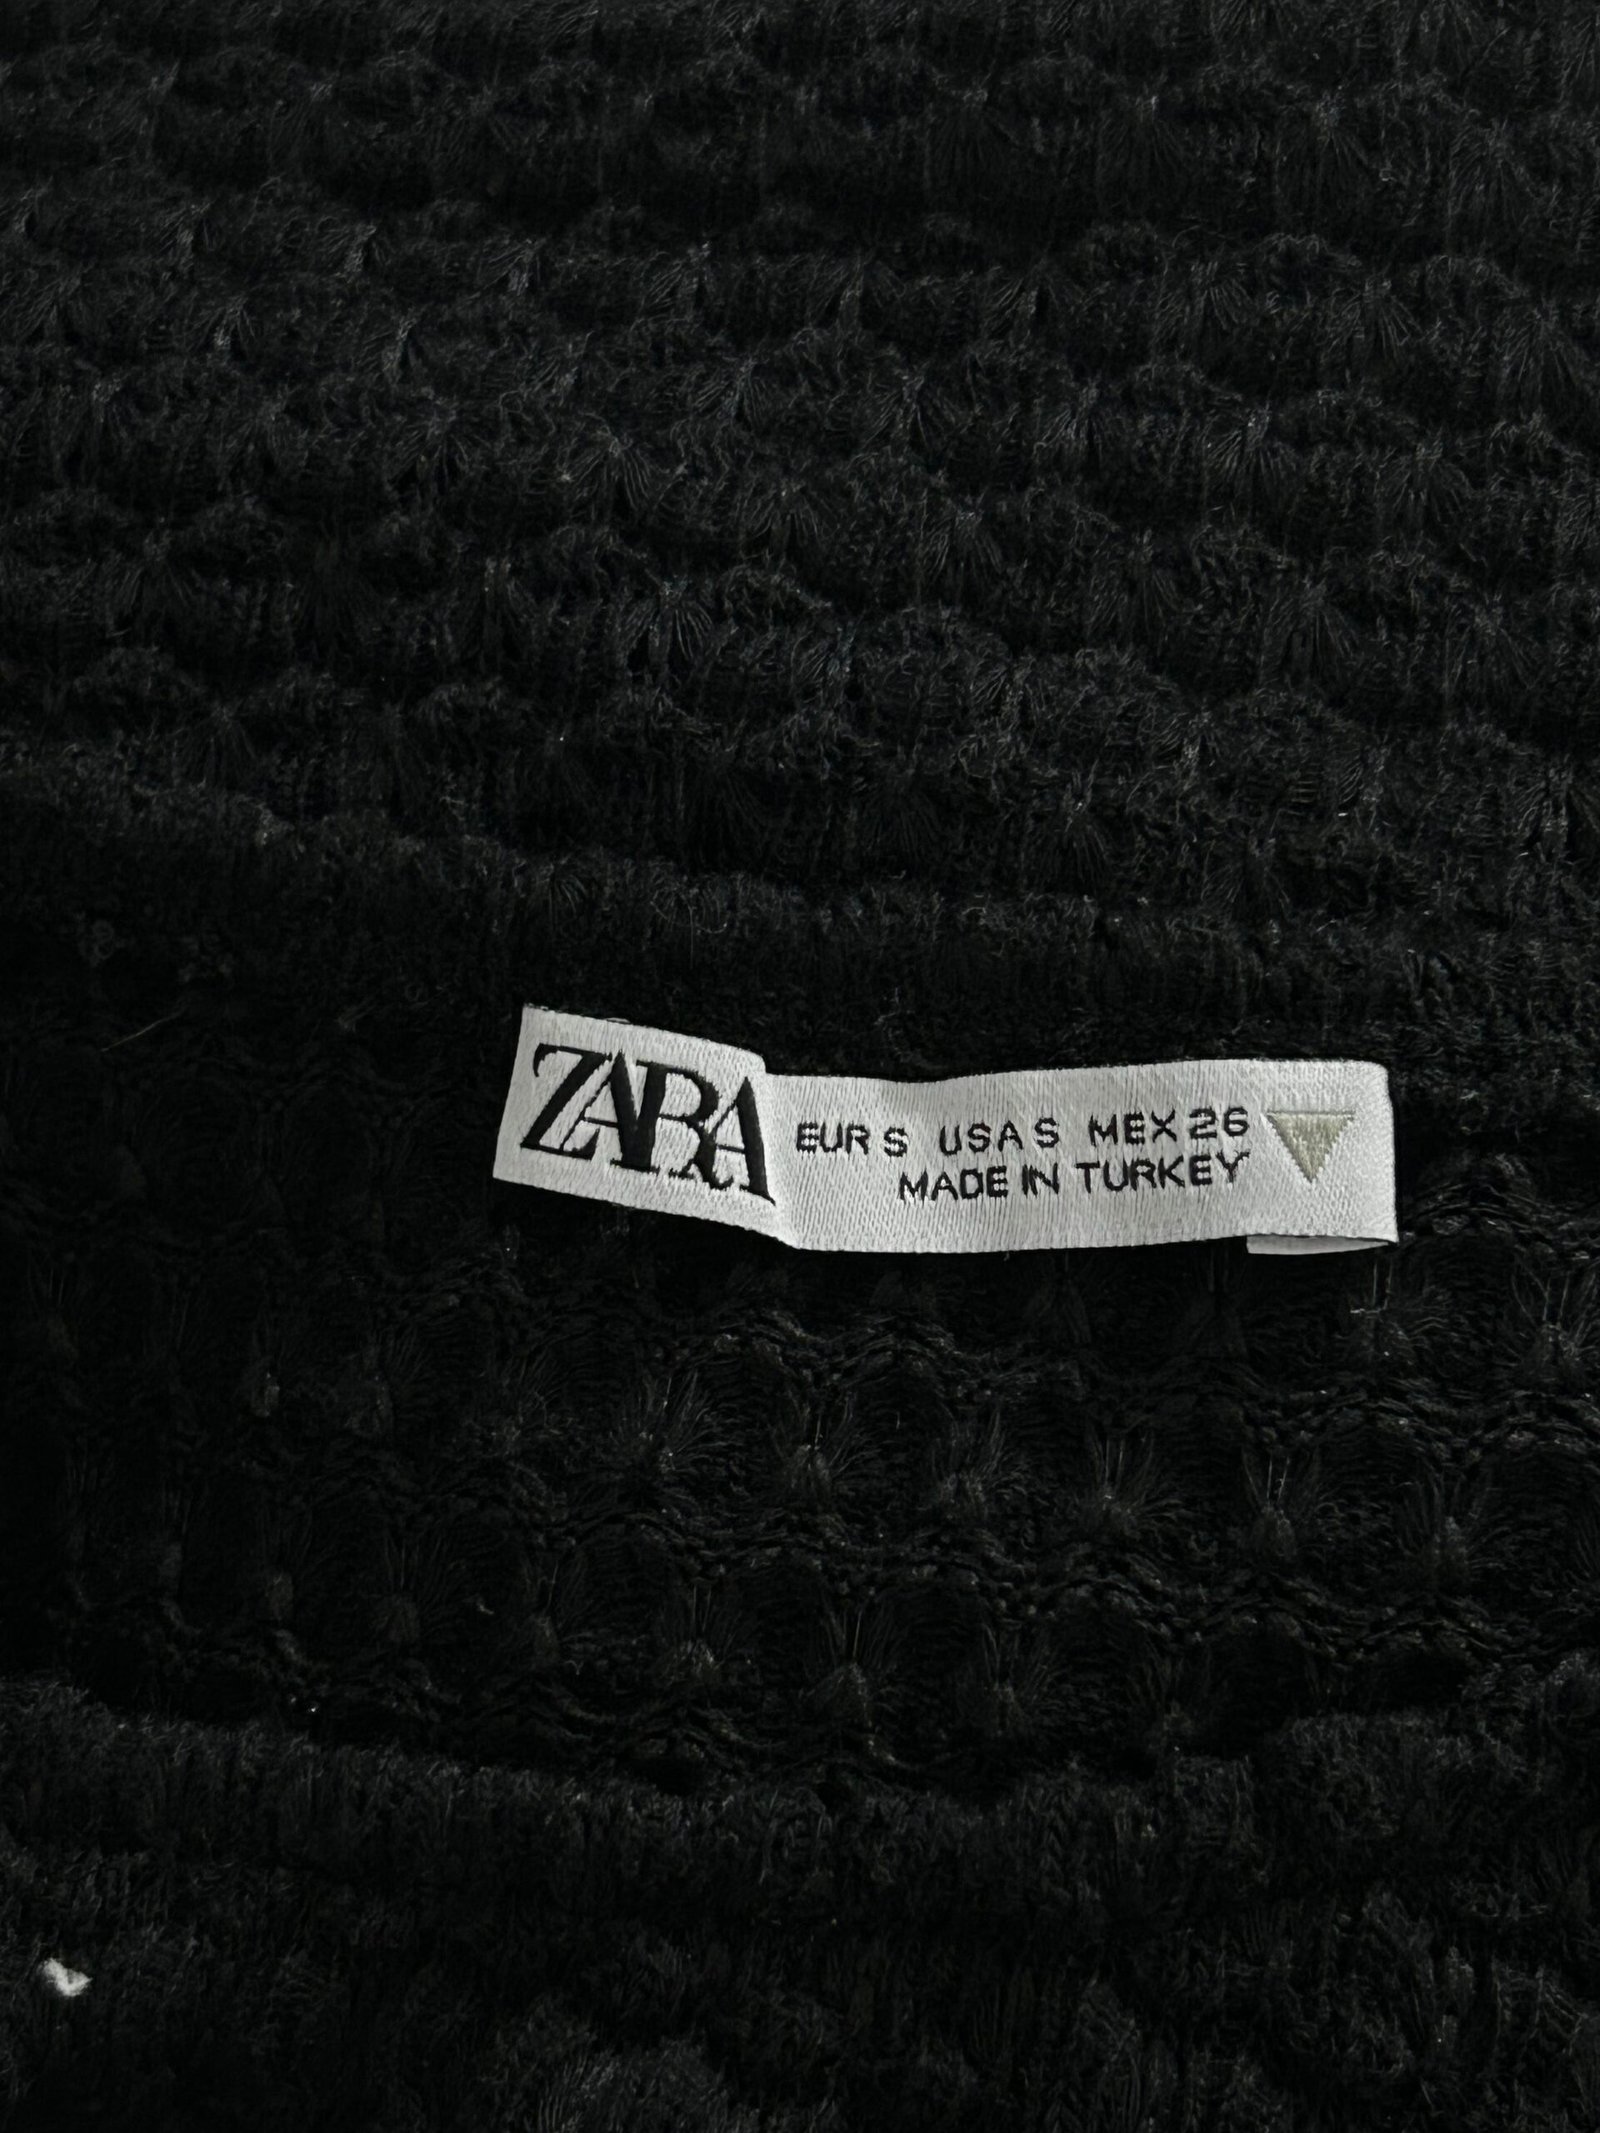 ZARA
EUR S USA S MEX 26
MADE IN TURKEY